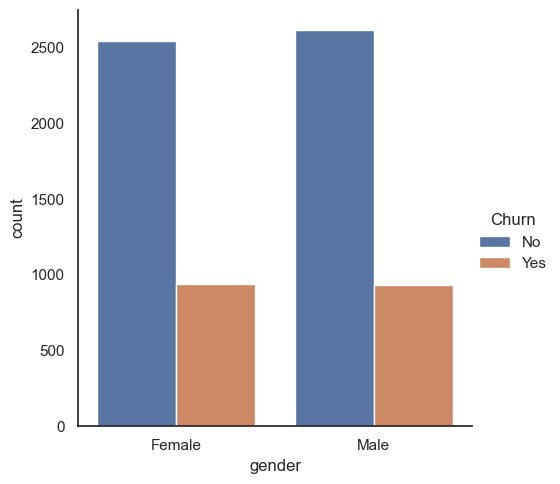 2500
2000
1500
1000
500
0
count
Female
Male
gender
Churn
No
Yes